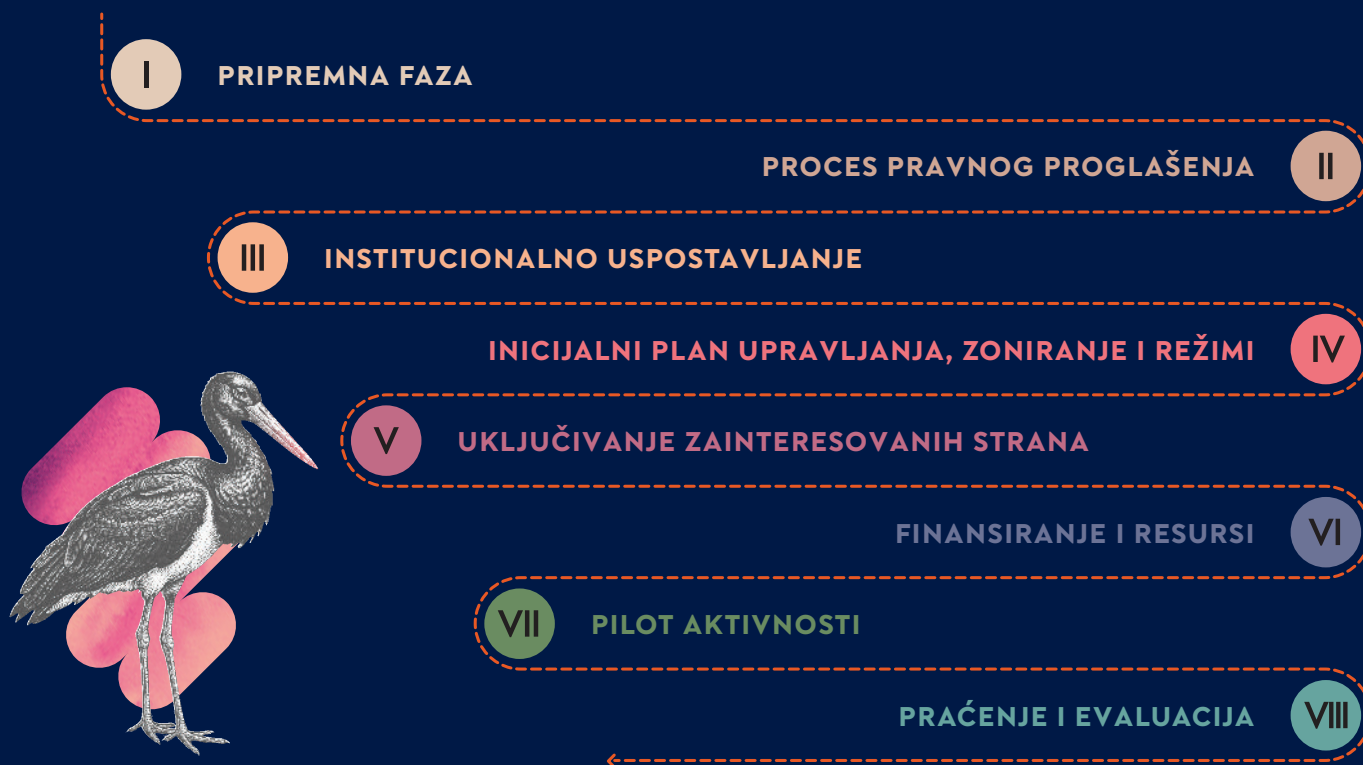 I PRIPREMNA FAZA
PROCES PRAVNOG PROGLAŠENJA II
III INSTITUCIONALNO USPOSTAVLJANJE
INICIJALNI PLAN UPRAVLJANJA, ZONIRANJE I REŽIMI IV
V UKLJUČIVANJE ZAINTERESOVANIH STRANA
FINANSIRANJE I RESURSI VI
VII PILOT AKTIVNOSTI
PRAĆENJE I EVALUACIJA VIII